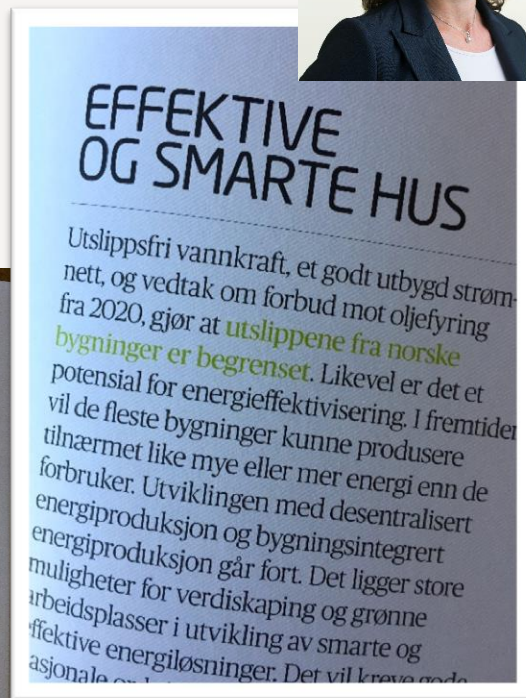 EFFEKTIVE
OG SMARTE HUS
Utslippsfri vannkraft, et godt utbygd strøm-
nett, og vedtak om forbud mot oljefyring
fra 2020, gjør at utslippene fra norske
bygninger er begrenset. Likevel er det et
potensial for energieffektivisering. I fremtiden
vil de fleste bygninger kunne produsere
tilnærmet like mye eller mer energi enn de
forbruker. Utviklingen med desentralisert
energiproduksjon og bygningsintegrert
energiproduksjon går fort. Det ligger store
muligheter for verdiskaping og grønne
arbeidsplasser i utvikling av smarte og
effektive energiløsninger. Det vil kreve gode